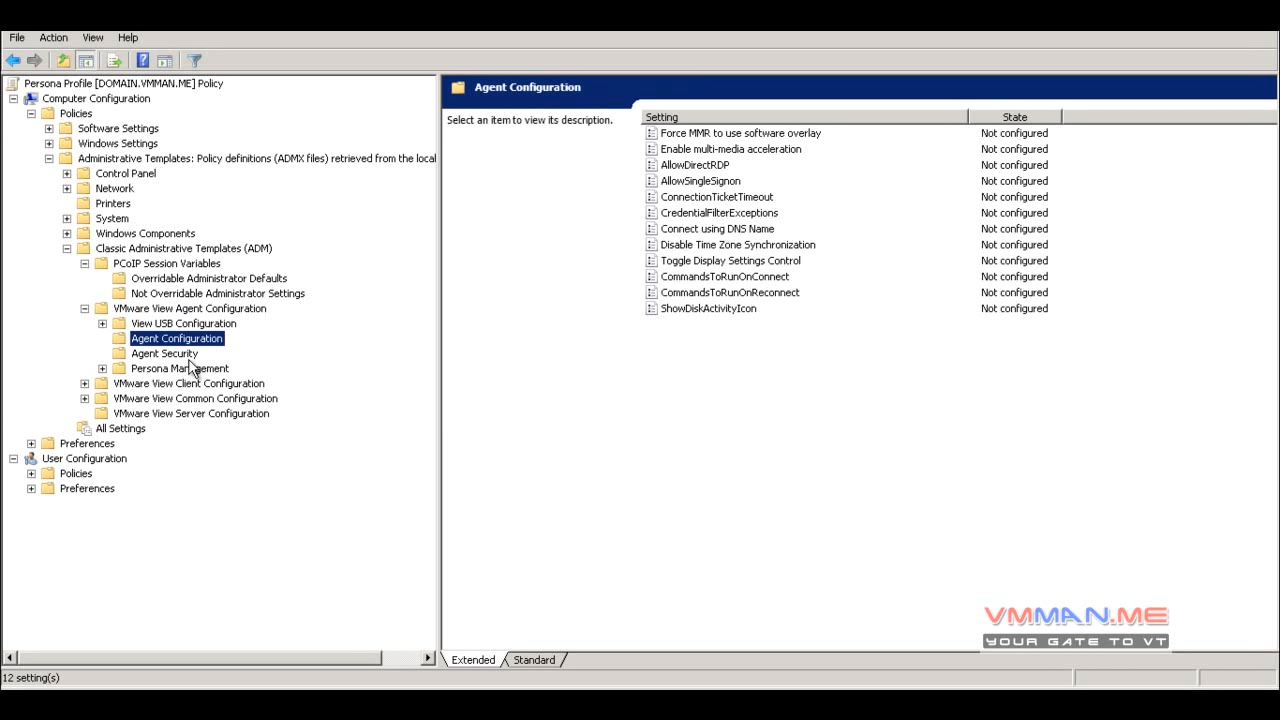 File Action View Help
Persona Profile [DOMAIN.VMMAN.ME] Policy
Computer Configuration
Policies
Software Settings
Windows Settings
Administrative Templates: Policy definitions (ADMX files) retrieved from the local
Control Panel
Network
Printers
System
Windows Components
Classic Administrative Templates (ADM)
PCoIP Session Variables
Overridable Administrator Defaults
Not Overridable Administrator Settings
VMware View Agent Configuration
View USB Configuration
Agent Configuration
Agent Security
Persona Management
VMware View Client Configuration
VMware View Common Configuration
VMware View Server Configuration
All Settings
Preferences
User Configuration
Policies
Preferences
Agent Configuration
Select an item to view its description.
Setting State
Force MMR to use software overlay Not configured
Enable multi-media acceleration Not configured
AllowDirectRDP Not configured
AllowSingleSignon Not configured
ConnectionTicketTimeout Not configured
CredentialFilterExceptions Not configured
Connect using DNS Name Not configured
Disable Time Zone Synchronization Not configured
Toggle Display Settings Control Not configured
CommandsToRunOnConnect Not configured
CommandsToRunOnReconnect Not configured
ShowDiskActivityIcon Not configured
VMMAN.ME
YOUR GATE TO VT
Extended Standard
12 setting(s)